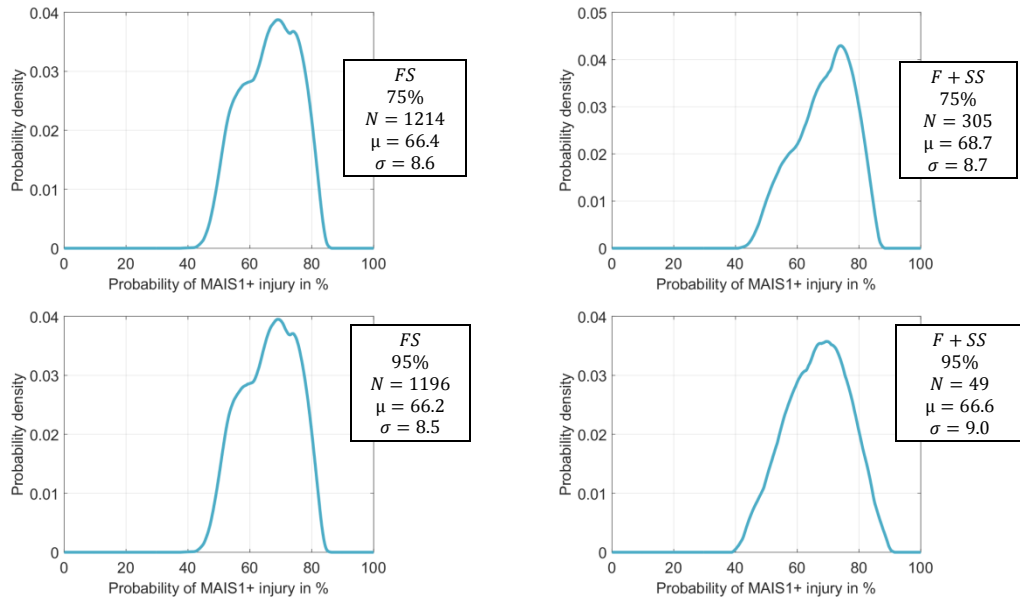 0.04
0.03
0.02
0.01
0
0 20 40 60 80 100
Probability density
Probability of MAIS1+ injury in %
FS
75%
N = 1214
μ = 66.4
σ = 8.6
0.05
0.04
0.03
0.02
0.01
0
0 20 40 60 80 100
Probability density
Probability of MAIS1+ injury in %
F + SS
75%
N = 305
μ = 68.7
σ = 8.7
0.04
0.03
0.02
0.01
0
0 20 40 60 80 100
Probability density
Probability of MAIS1+ injury in %
FS
95%
N = 1196
μ = 66.2
σ = 8.5
0.04
0.03
0.02
0.01
0
0 20 40 60 80 100
Probability density
Probability of MAIS1+ injury in %
F + SS
95%
N = 49
μ = 66.6
σ = 9.0